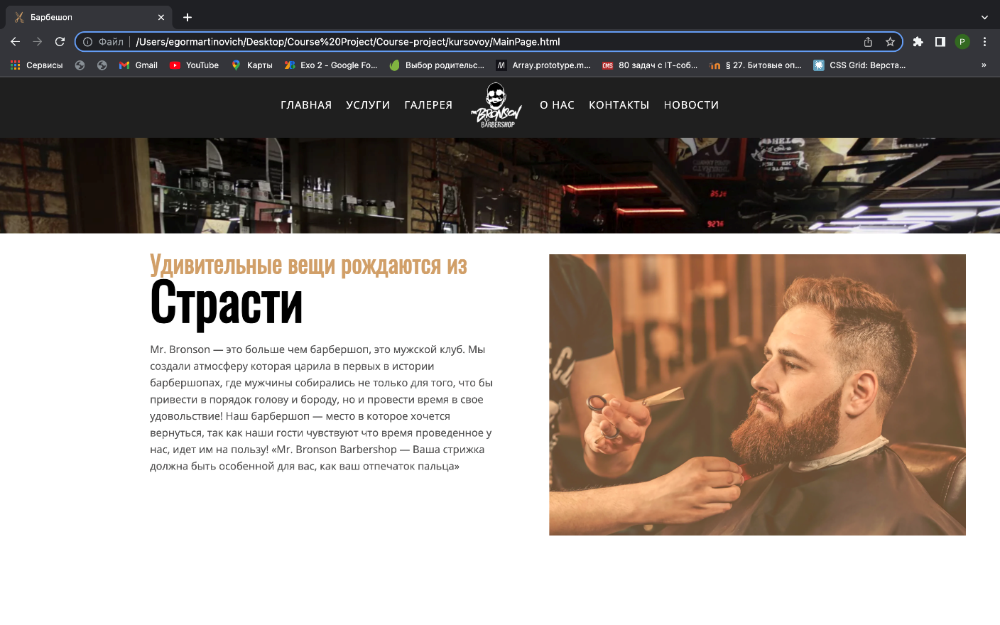 Барбешоп
Файл /Users/egormartinovich/Desktop/Course%20Project/Course-project/kursovoy/MainPage.html
P
Сервисы Gmail YouTube Карты Exo 2 - Google Fo... Выбор родительс... Array.prototype.m... CMS 80 задач с IT-соб... § 27. Битовые оп... CSS Grid: Верста... »
ГЛАВНАЯ УСЛУГИ ГАЛЕРЕЯ О НАС КОНТАКТЫ НОВОСТИ
BRONSON
BARBERSHOP
Удивительные вещи рождаются из
Страсти
Mr. Bronson — это больше чем барбершоп, это мужской клуб. Мы
создали атмосферу которая царила в первых в истории
барбершопах, где мужчины собирались не только для того, что бы
привести в порядок голову и бороду, но и провести время в свое
удовольствие! Наш барбершоп — место в которое хочется
вернуться, так как наши гости чувствуют что время проведенное у
нас, идет им на пользу! «Mr. Bronson Barbershop — Ваша стрижка
должна быть особенной для вас, как ваш отпечаток пальца»